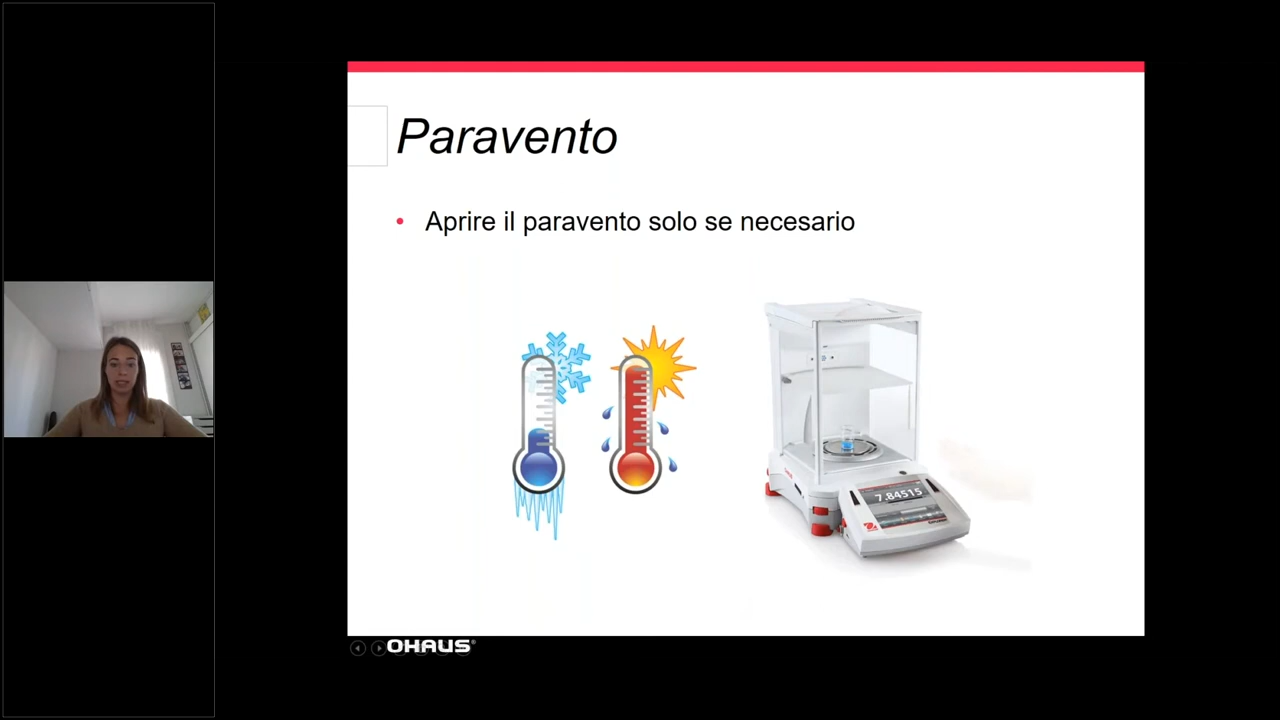 Paravento
• Aprire il paravento solo se necesario
7.84515
OHAUS®